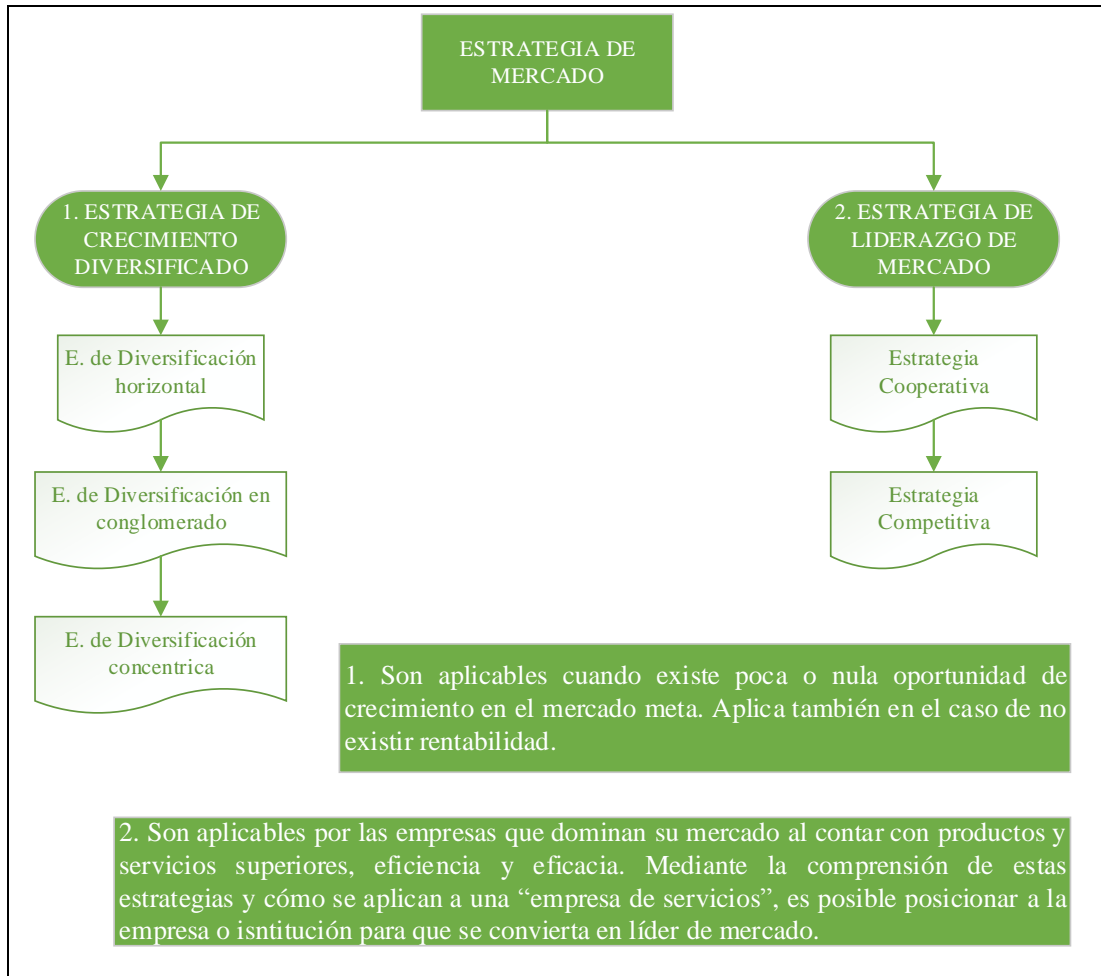 ESTRATEGIA DE
MERCADO
1. ESTRATEGIA DE
CRECIMIENTO
DIVERSIFICADO
2. ESTRATEGIA DE
LIDERAZGO DE
MERCADO
E. de Diversificación
horizontal
Estrategia
Cooperativa
E. de Diversificación en
conglomerado
Estrategia
Competitiva
E. de Diversificación
concentrica
1. Son aplicables cuando existe poca o nula oportunidad de
crecimiento en el mercado meta. Aplica también en el caso de no
existir rentabilidad.
2. Son aplicables por las empresas que dominan su mercado al contar con productos y
servicios superiores, eficiencia y eficacia. Mediante la comprensión de estas
estrategias y cómo se aplican a una “empresa de servicios”, es posible posicionar a la
empresa o isntitución para que se convierta en líder de mercado.